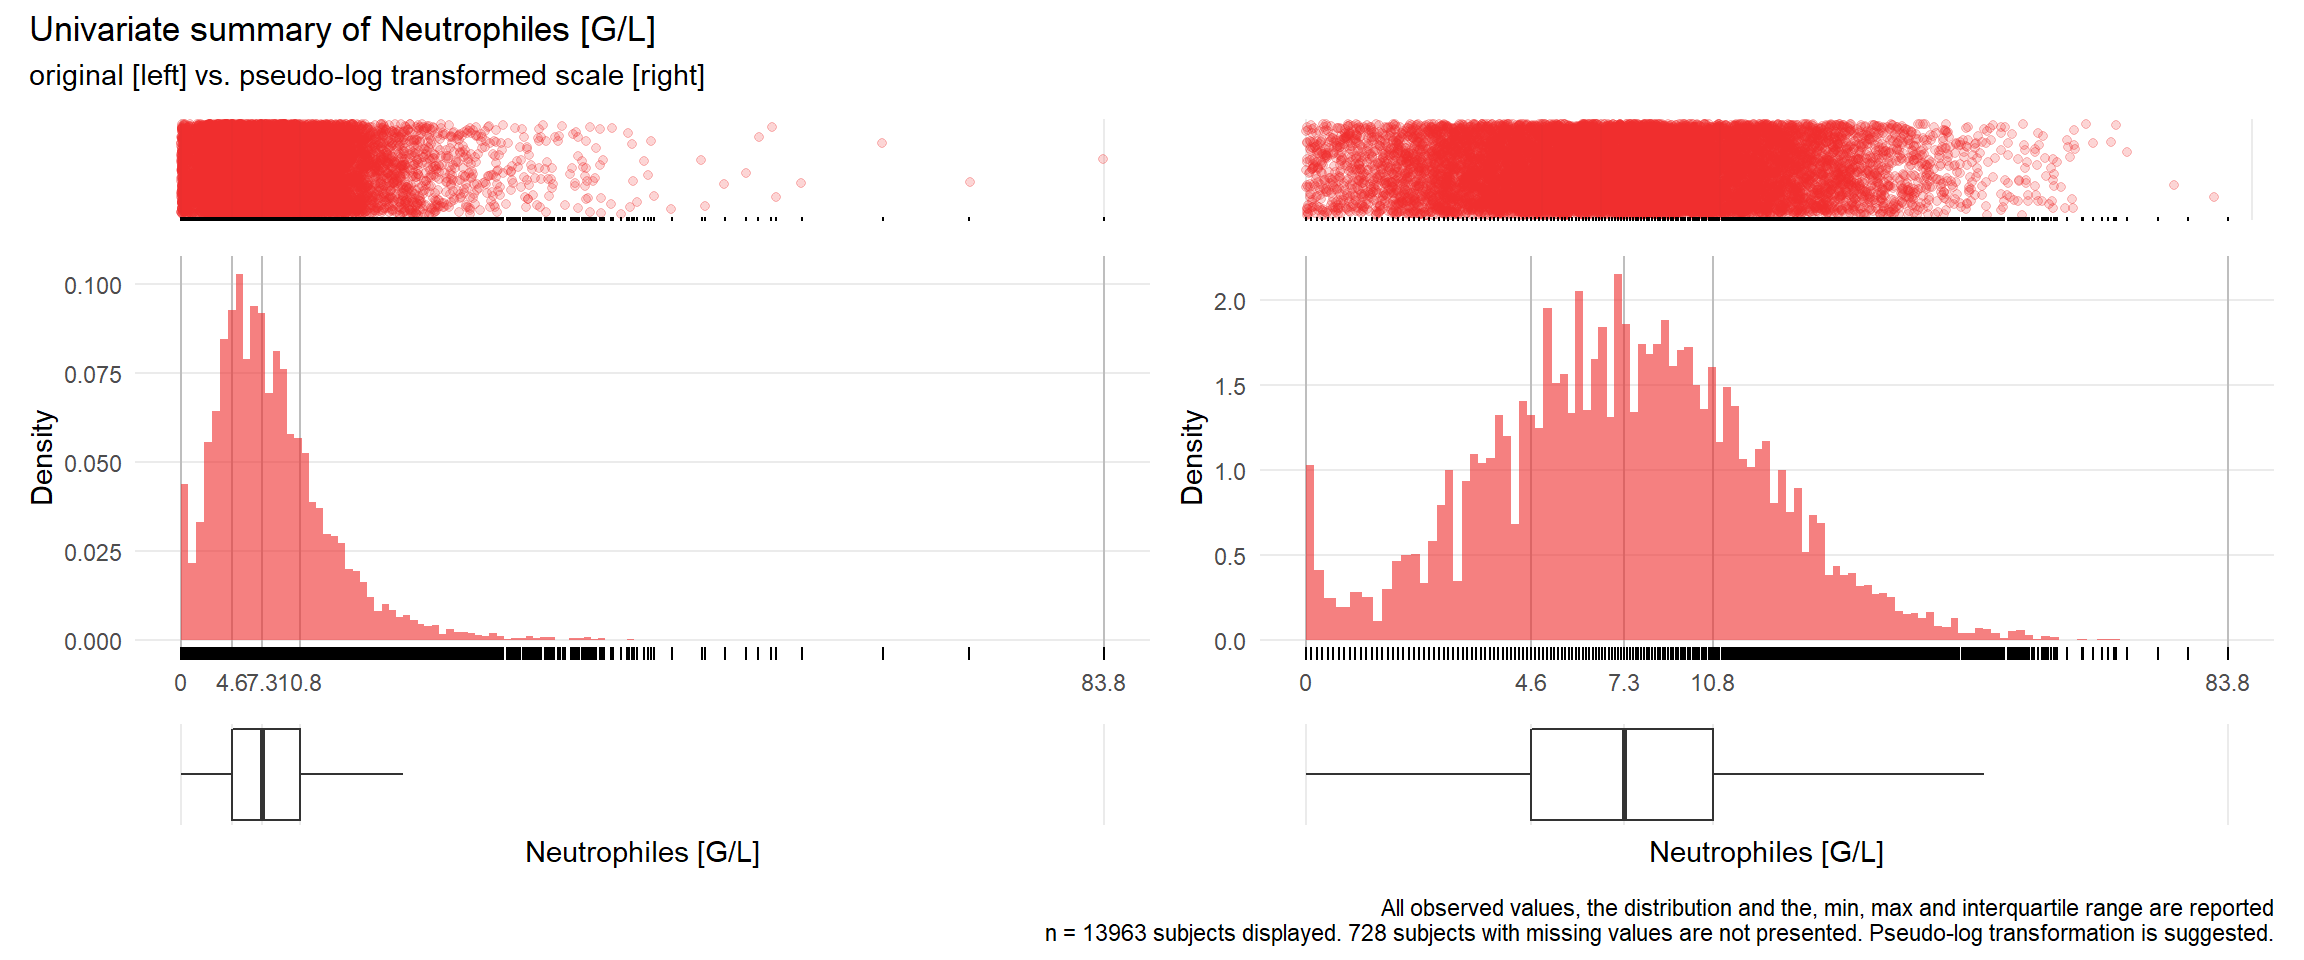 Univariate summary of Neutrophiles [G/L]
original [left] vs. pseudo-log transformed scale [right]
Density
0.100
0.075
0.050
0.025
0.000
0 4.6 7.3 10.8 83.8
Neutrophiles [G/L]
Density
2.0
1.5
1.0
0.5
0.0
0 4.6 7.3 10.8 83.8
Neutrophiles [G/L]
All observed values, the distribution and the, min, max and interquartile range are reported
n = 13963 subjects displayed. 728 subjects with missing values are not presented. Pseudo-log transformation is suggested.